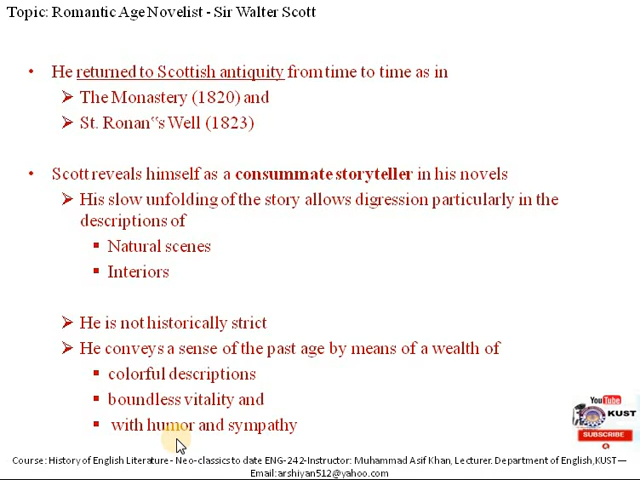 Topic: Romantic Age Novelist - Sir Walter Scott
• He returned to Scottish antiquity from time to time as in
➢ The Monastery (1820) and
➢ St. Ronan‟s Well (1823)
• Scott reveals himself as a consummate storyteller in his novels
➢ His slow unfolding of the story allows digression particularly in the
descriptions of
▪ Natural scenes
▪ Interiors
➢ He is not historically strict
➢ He conveys a sense of the past age by means of a wealth of
▪ colorful descriptions
▪ boundless vitality and
▪ with humor and sympathy
YouTube
KUST
SUBSCRIBE
Course: History of English Literature - Neo-classics to date ENG-242-Instructor: Muhammad Asif Khan, Lecturer. Department of English,KUST—
Email:arshiyan512@yahoo.com